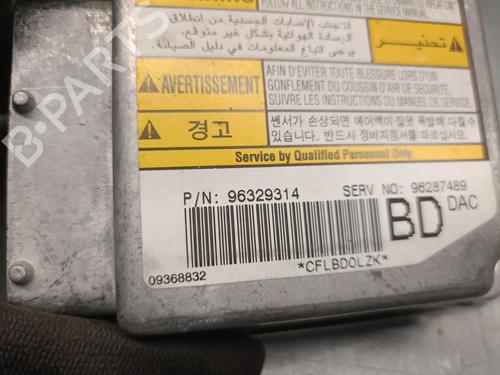 FOLLOW ALL INSTRUCTIONS IN THE SERVICE MANUAL.
لتجنب الإصابات الجسدية من انطلاق
الوسادة الهوائية بشكل غير متوقع،
يرجى اتباع المعلومات في دليل الصيانة.
تحذير
AVERTISSEMENT
AFIN D'EVITER TOUTE BLESSURE LORS D'UN
GONFLEMENT DU COUSSIN D'AIR DE SECURITE,
SUIVRE LES INSTRUCTIONS DU MANUEL DE SERVICE.
경고
쎈서가 손상되면 에어백이 잘못 폭발해 다칠 수
있습니다. 반드시 정비지침서를 따르십시오.
Service by Qualified Personnel Only
P/N: 96329314
SERV NO: 96287489
BD DAC
09368832
*CFLBDOLZK*
B-PARTS